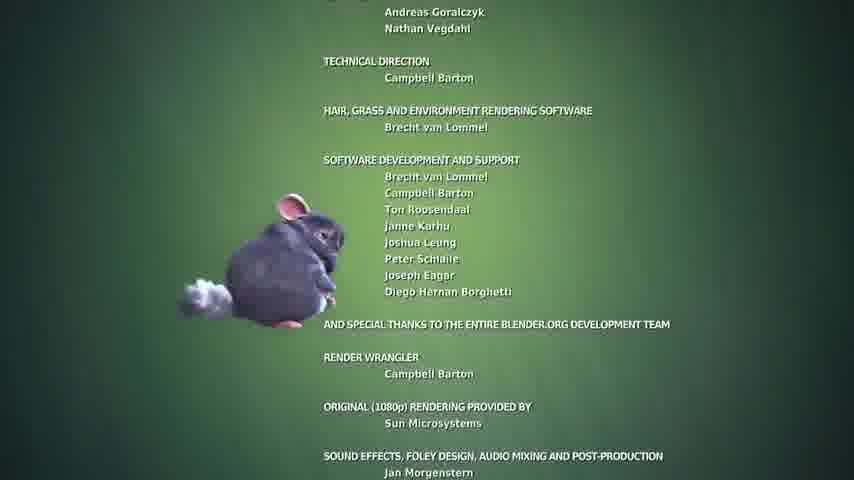 Andreas Goralczyk
Nathan Vegdahl
TECHNICAL DIRECTION
Campbell Barton
HAIR, GRASS AND ENVIRONMENT RENDERING SOFTWARE
Brecht van Lommel
SOFTWARE DEVELOPMENT AND SUPPORT
Brecht van Lommel
Campbell Barton
Ton Roosendaal
Janne Karhu
Joshua Leung
Peter Schlaile
Joseph Eagar
Diego Hernan Borghetti
AND SPECIAL THANKS TO THE ENTIRE BLENDER.ORG DEVELOPMENT TEAM
RENDER WRANGLER
Campbell Barton
ORIGINAL (1080p) RENDERING PROVIDED BY
Sun Microsystems
SOUND EFFECTS, FOLEY DESIGN, AUDIO MIXING AND POST-PRODUCTION
Jan Morgenstern